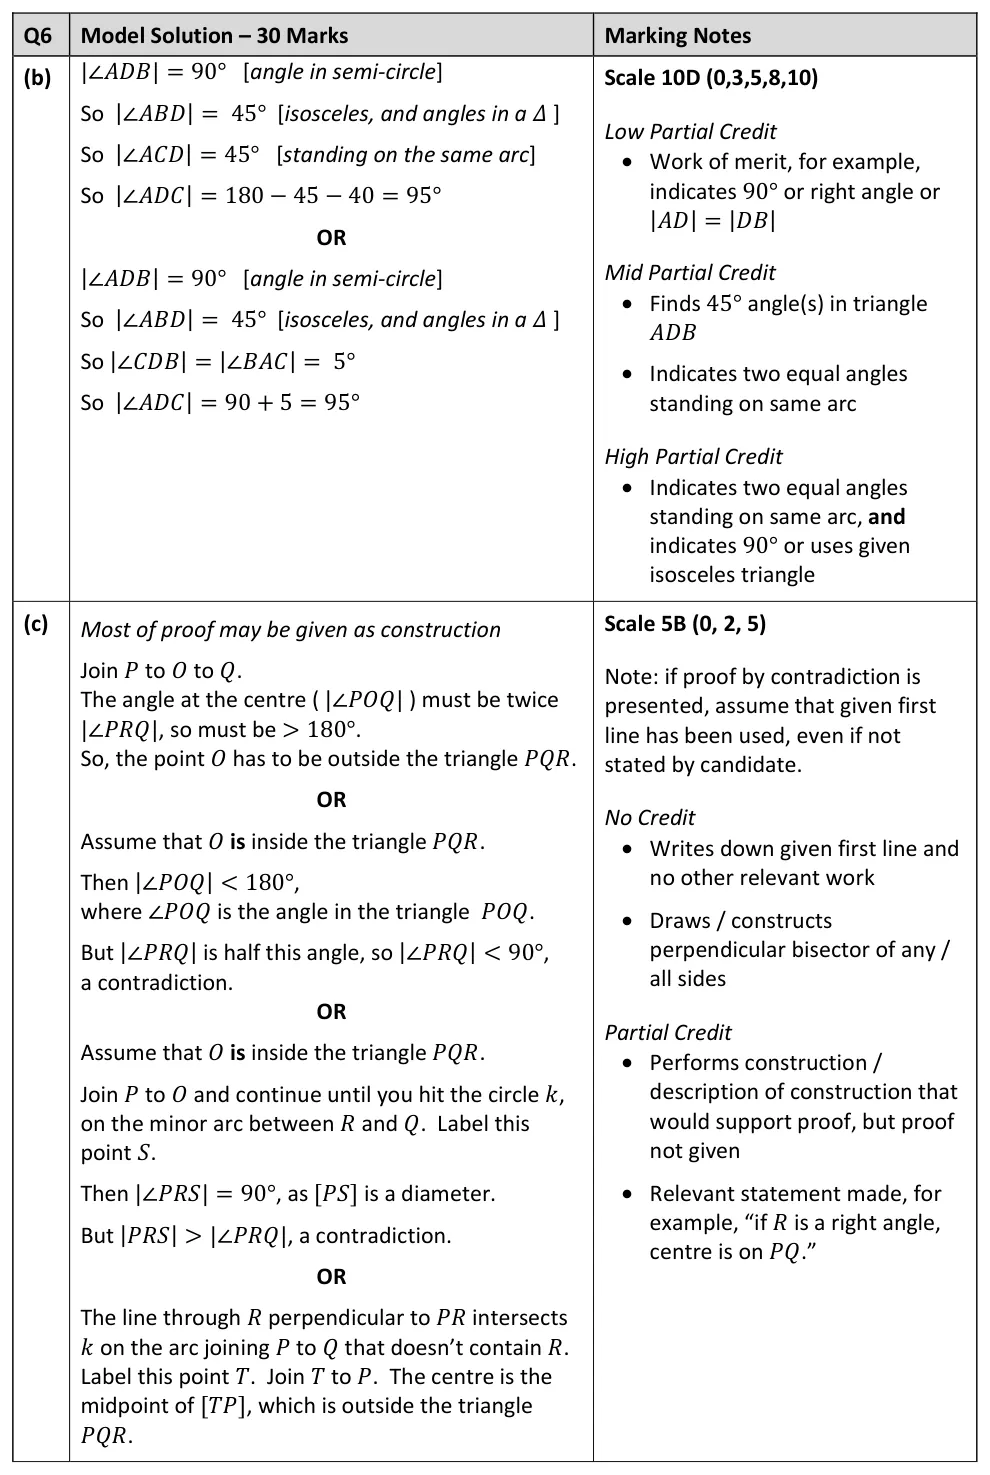 Q6 Model Solution – 30 Marks Marking Notes
(b) |∠ADB| = 90° [angle in semi-circle]
So |∠ABD| = 45° [isosceles, and angles in a Δ ]
So |∠ACD| = 45° [standing on the same arc]
So |∠ADC| = 180 − 45 − 40 = 95°
OR
|∠ADB| = 90° [angle in semi-circle]
So |∠ABD| = 45° [isosceles, and angles in a Δ ]
So |∠CDB| = |∠BAC| = 5°
So |∠ADC| = 90 + 5 = 95°
Scale 10D (0,3,5,8,10)
Low Partial Credit
• Work of merit, for example,
indicates 90° or right angle or
|AD| = |DB|
Mid Partial Credit
• Finds 45° angle(s) in triangle
ADB
• Indicates two equal angles
standing on same arc
High Partial Credit
• Indicates two equal angles
standing on same arc, and
indicates 90° or uses given
isosceles triangle
(c) Most of proof may be given as construction
Join P to O to Q.
The angle at the centre ( |∠POQ| ) must be twice
|∠PRQ|, so must be > 180°.
So, the point O has to be outside the triangle PQR.
OR
Assume that O is inside the triangle PQR.
Then |∠POQ| < 180°,
where ∠POQ is the angle in the triangle POQ.
But |∠PRQ| is half this angle, so |∠PRQ| < 90°,
a contradiction.
OR
Assume that O is inside the triangle PQR.
Join P to O and continue until you hit the circle k,
on the minor arc between R and Q. Label this
point S.
Then |∠PRS| = 90°, as [PS] is a diameter.
But |PRS| > |∠PRQ|, a contradiction.
OR
The line through R perpendicular to PR intersects
k on the arc joining P to Q that doesn’t contain R.
Label this point T. Join T to P. The centre is the
midpoint of [TP], which is outside the triangle
PQR.
Scale 5B (0, 2, 5)
Note: if proof by contradiction is
presented, assume that given first
line has been used, even if not
stated by candidate.
No Credit
• Writes down given first line and
no other relevant work
• Draws / constructs
perpendicular bisector of any /
all sides
Partial Credit
• Performs construction /
description of construction that
would support proof, but proof
not given
• Relevant statement made, for
example, “if R is a right angle,
centre is on PQ.”